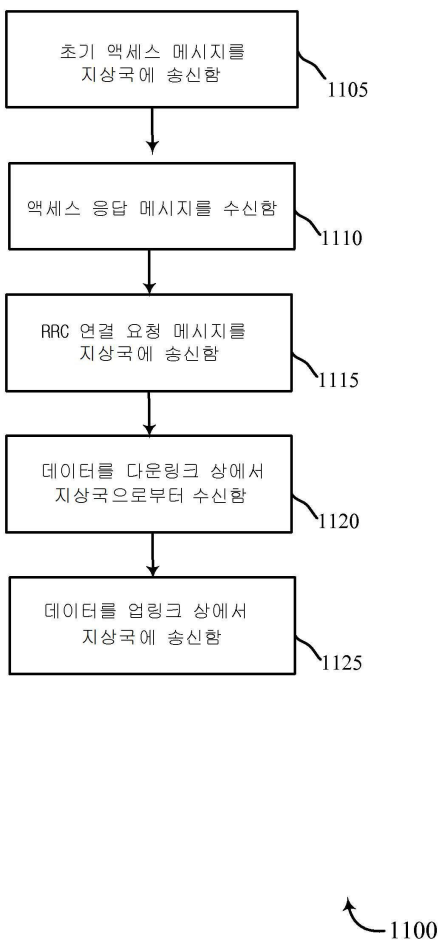 초기 액세스 메시지를
지상국에 송신함
1105
액세스 응답 메시지를 수신함
1110
RRC 연결 요청 메시지를
지상국에 송신함
1115
데이터를 다운링크 상에서
지상국으로부터 수신함
1120
데이터를 업링크 상에서
지상국에 송신함
1125
1100